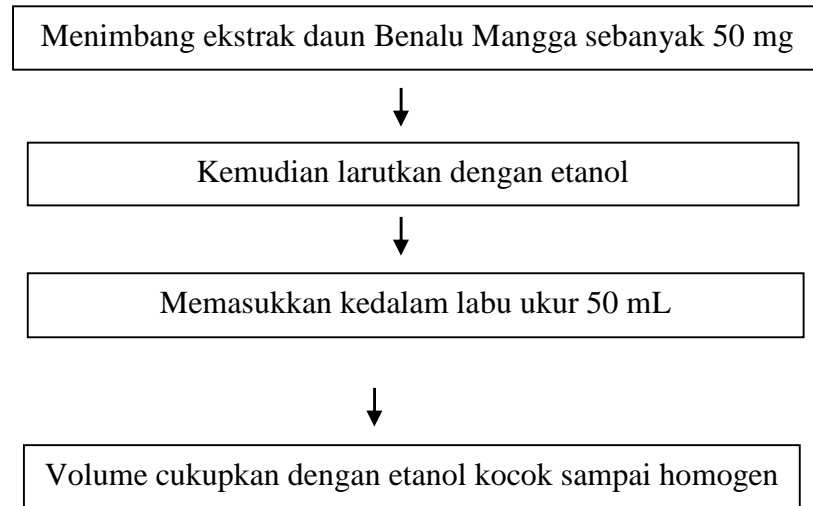 Menimbang ekstrak daun Benalu Mangga sebanyak 50 mg
Kemudian larutkan dengan etanol
Memasukkan kedalam labu ukur 50 mL
Volume cukupkan dengan etanol kocok sampai homogen